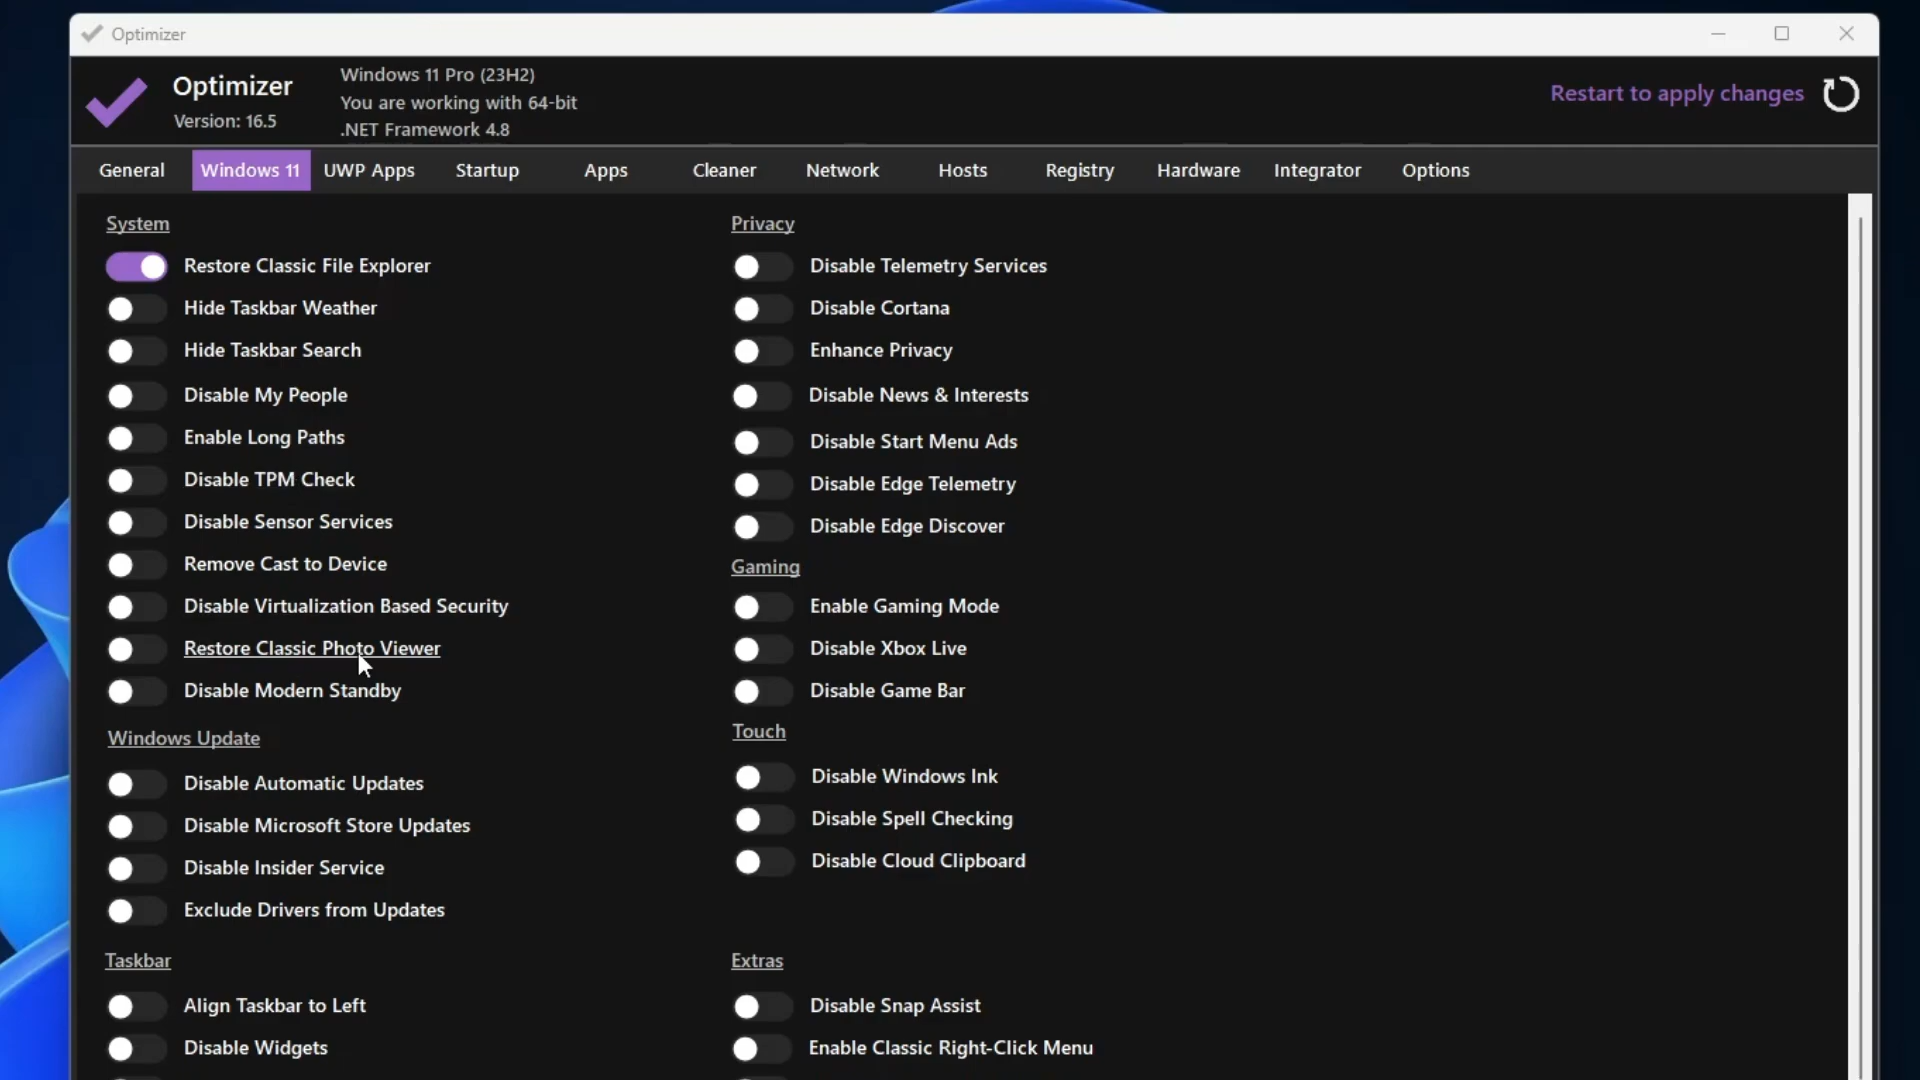 Optimizer
Optimizer
Version: 16.5
Windows 11 Pro (23H2)
You are working with 64-bit
.NET Framework 4.8
Restart to apply changes
General
Windows 11
UWP Apps
Startup
Apps
Cleaner
Network
Hosts
Registry
Hardware
Integrator
Options
System
Restore Classic File Explorer
Hide Taskbar Weather
Hide Taskbar Search
Disable My People
Enable Long Paths
Disable TPM Check
Disable Sensor Services
Remove Cast to Device
Disable Virtualization Based Security
Restore Classic Photo Viewer
Disable Modern Standby
Windows Update
Disable Automatic Updates
Disable Microsoft Store Updates
Disable Insider Service
Exclude Drivers from Updates
Taskbar
Align Taskbar to Left
Disable Widgets
Privacy
Disable Telemetry Services
Disable Cortana
Enhance Privacy
Disable News & Interests
Disable Start Menu Ads
Disable Edge Telemetry
Disable Edge Discover
Gaming
Enable Gaming Mode
Disable Xbox Live
Disable Game Bar
Touch
Disable Windows Ink
Disable Spell Checking
Disable Cloud Clipboard
Extras
Disable Snap Assist
Enable Classic Right-Click Menu